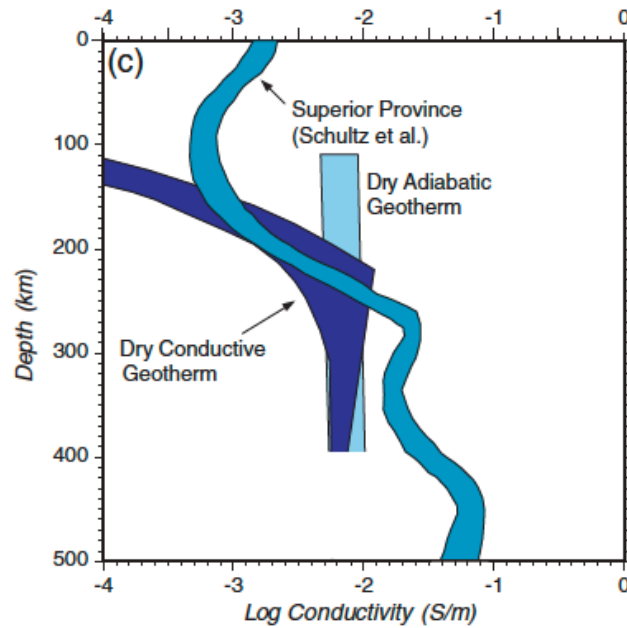 -4 -3 -2 -1 0
(c)
0
100
200
300
400
500
Depth (km)
Superior Province
(Schultz et al.)
Dry Adiabatic
Geotherm
Dry Conductive
Geotherm
-4 -3 -2 -1 0
Log Conductivity (S/m)